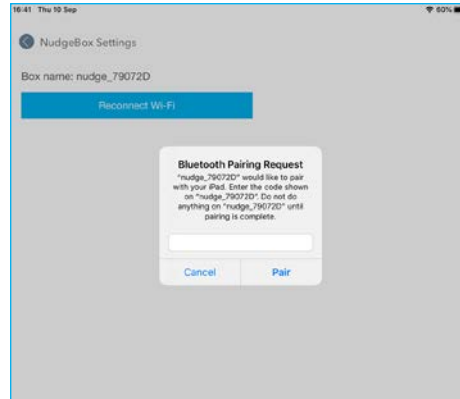 16:41 Thu 10 Sep 60%
NudgeBox Settings
Box name: nudge_79072D
Reconnect Wi-Fi
Bluetooth Pairing Request
"nudge_79072D" would like to pair
with your iPad. Enter the code shown
on "nudge_79072D". Do not do
anything on "nudge_79072D" until
pairing is complete.
Cancel Pair